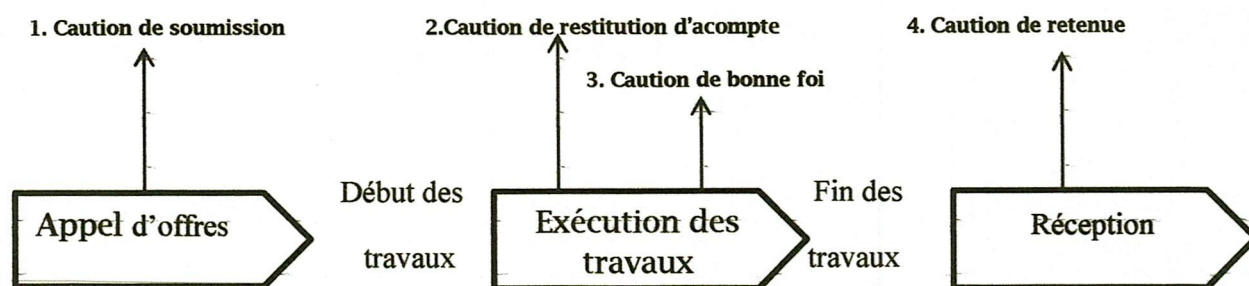 1. Caution de soumission
2.Caution de restitution d'acompte
4. Caution de retenue
3. Caution de bonne foi
Appel d'offres
Début des
travaux
Exécution des
travaux
Fin des
travaux
Réception